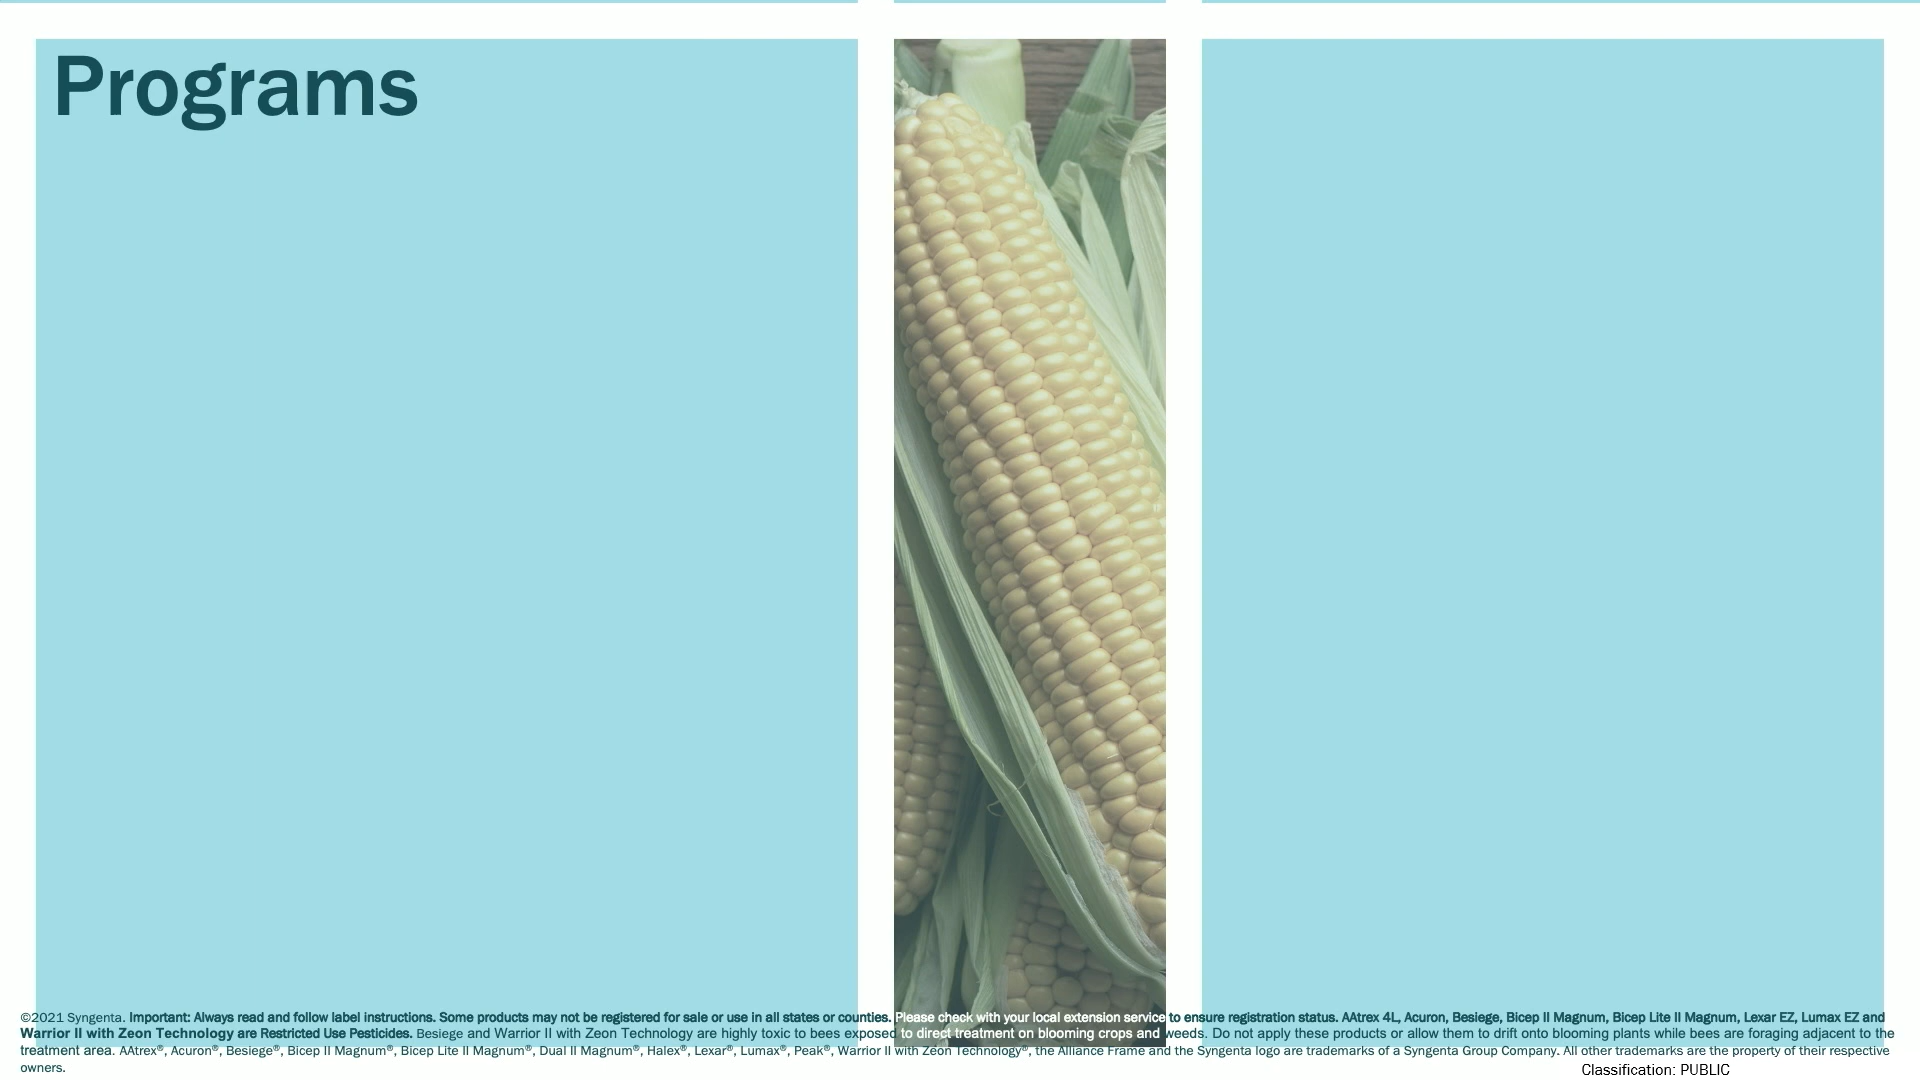 Programs
©2021 Syngenta. Important: Always read and follow label instructions. Some products may not be registered for sale or use in all states or counties. Please check with your local extension service to ensure registration status. AAtrex 4L, Acuron, Besiege, Bicep II Magnum, Bicep Lite II Magnum, Lexar EZ, Lumax EZ and
Warrior II with Zeon Technology are Restricted Use Pesticides. Besiege and Warrior II with Zeon Technology are highly toxic to bees exposed to direct treatment on blooming crops and weeds. Do not apply these products or allow them to drift onto blooming plants while bees are foraging adjacent to the
treatment area. AAtrex®, Acuron®, Besiege®, Bicep II Magnum®, Bicep Lite II Magnum®, Dual II Magnum®, Halex®, Lexar®, Lumax®, Peak®, Warrior II with Zeon Technology®, the Alliance Frame and the Syngenta logo are trademarks of a Syngenta Group Company. All other trademarks are the property of their respective
owners.
Classification: PUBLIC